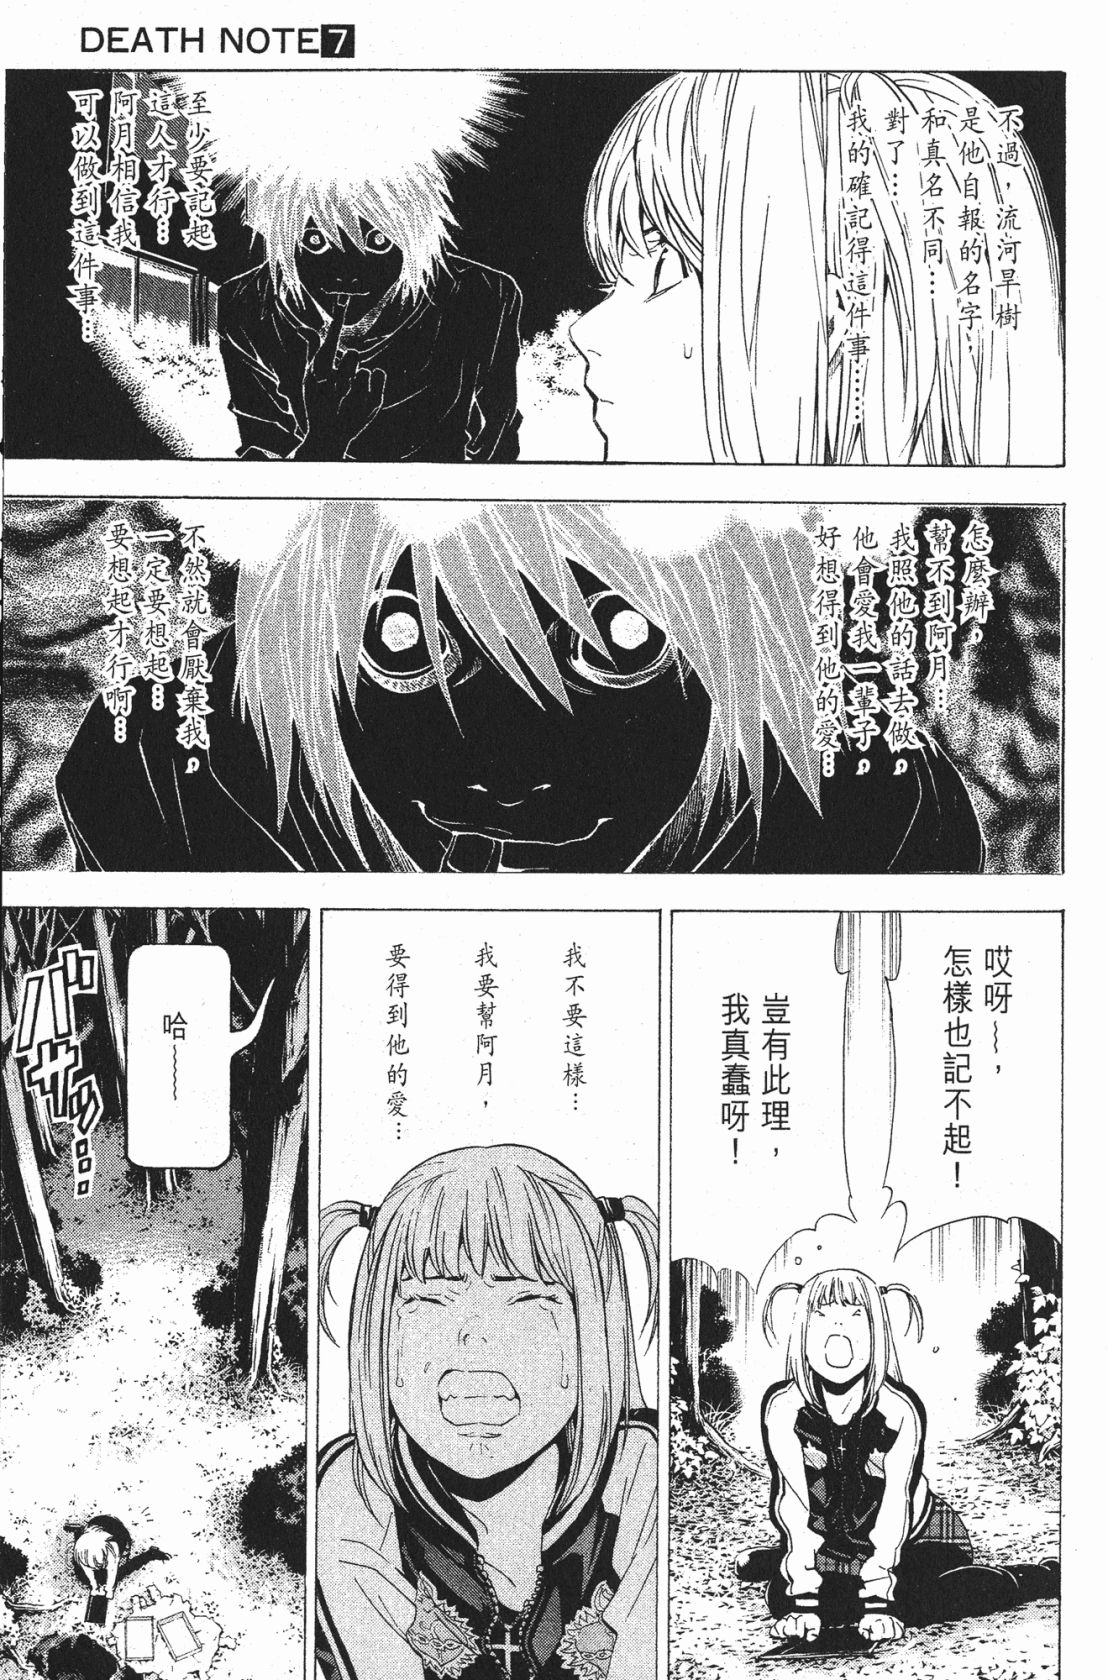 DEATH NOTE 7
不過，流河旱樹
是他自報的名字，
和真名不同…
對了……
我的確記得這件事………
至少要記起
這人才行…
阿月相信我
可以做到這件事…
怎麼辦，
幫不到阿月…
我照他的話去做，
他會愛我一輩子，
好想得到他的愛…
不然就會厭棄我，
一定要想起…
要想起才行啊…
哎呀～，
怎樣也記不起！
豈有此理，
我真蠢呀！
我不要這樣…
我要幫阿月，
要得到他的愛…
哈～～～
バサッ…